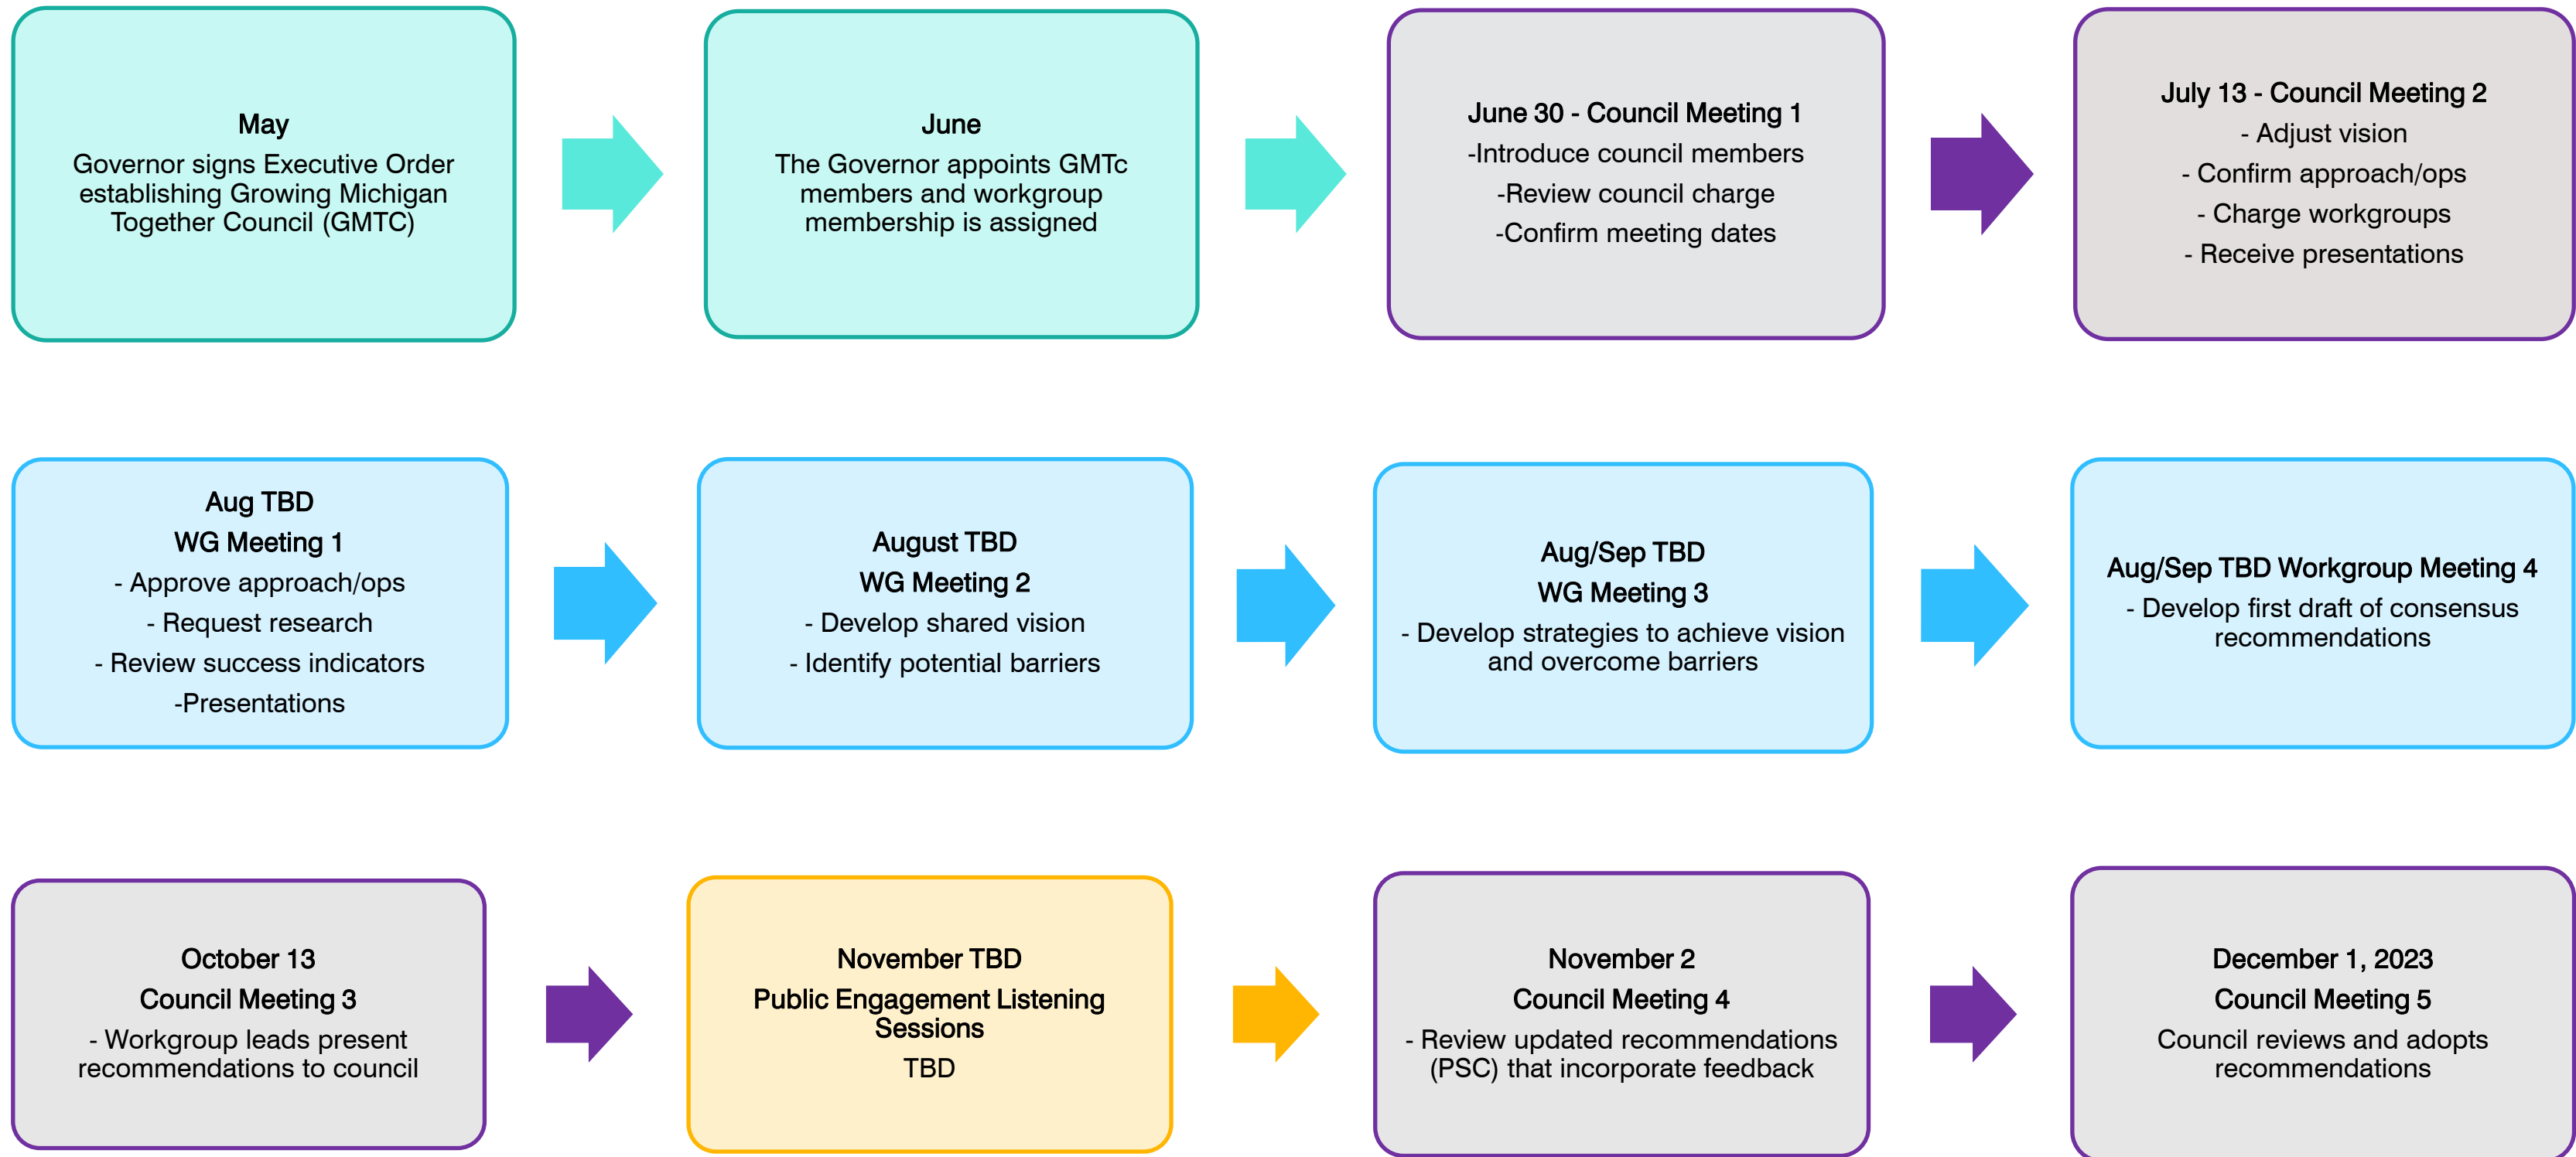 May
Governor signs Executive Order
establishing Growing Michigan
Together Council (GMTC)
June
The Governor appoints GMTc
members and workgroup
membership is assigned
June 30 - Council Meeting 1
-Introduce council members
-Review council charge
-Confirm meeting dates
July 13 - Council Meeting 2
- Adjust vision
- Confirm approach/ops
- Charge workgroups
- Receive presentations
Aug TBD
WG Meeting 1
- Approve approach/ops
- Request research
- Review success indicators
-Presentations
August TBD
WG Meeting 2
- Develop shared vision
- Identify potential barriers
Aug/Sep TBD
WG Meeting 3
- Develop strategies to achieve vision
and overcome barriers
Aug/Sep TBD Workgroup Meeting 4
- Develop first draft of consensus
recommendations
October 13
Council Meeting 3
- Workgroup leads present
recommendations to council
November TBD
Public Engagement Listening
Sessions
TBD
November 2
Council Meeting 4
- Review updated recommendations
(PSC) that incorporate feedback
December 1, 2023
Council Meeting 5
Council reviews and adopts
recommendations